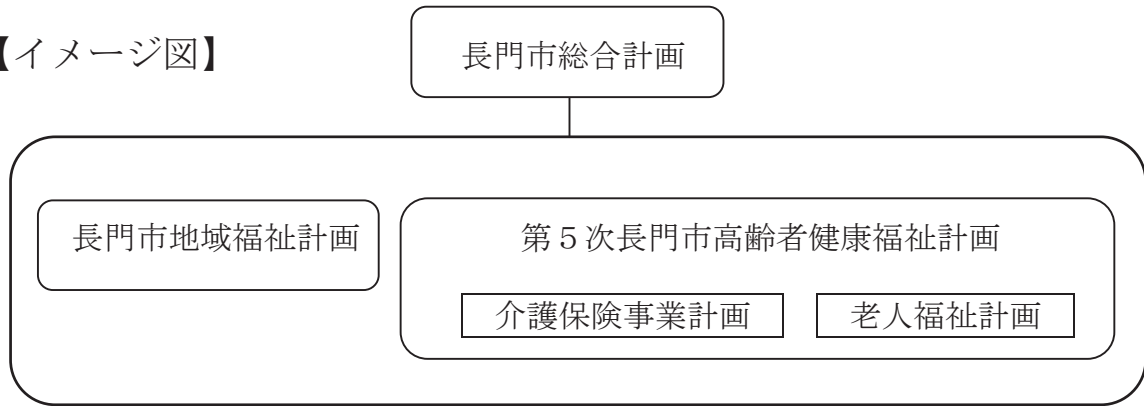 【イメージ図】
長門市総合計画
長門市地域福祉計画
第５次長門市高齢者健康福祉計画
介護保険事業計画
老人福祉計画